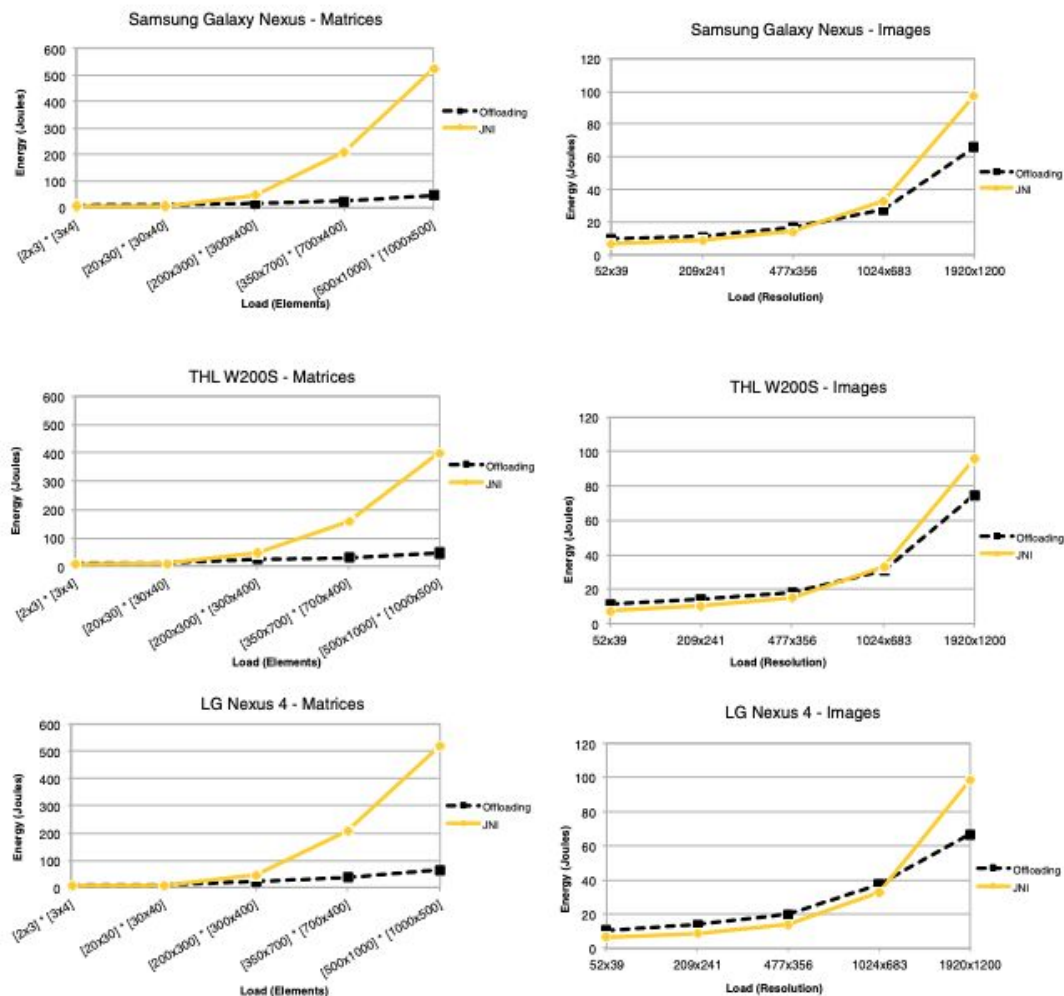 Samsung Galaxy Nexus - Matrices
600
500
400
300
200
100
0
Energy (Joules)
[2x3] * [3x4]
[20x30] * [30x40]
[200x300] * [300x400]
[350x700] * [700x400]
[500x1000] * [1000x500]
Load (Elements)
Offloading
JNI
Samsung Galaxy Nexus - Images
120
100
80
60
40
20
0
Energy (Joules)
52x39
209x241
477x356
1024x683
1920x1200
Load (Resolution)
Offloading
JNI
THL W200S - Matrices
600
500
400
300
200
100
0
Energy (Joules)
[2x3] * [3x4]
[20x30] * [30x40]
[200x300] * [300x400]
[350x700] * [700x400]
[500x1000] * [1000x500]
Load (Elements)
Offloading
JNI
THL W200S - Images
120
100
80
60
40
20
0
Energy (Joules)
52x39
209x241
477x356
1024x683
1920x1200
Load (Resolution)
Offloading
JNI
LG Nexus 4 - Matrices
600
500
400
300
200
100
0
Energy (Joules)
[2x3] * [3x4]
[20x30] * [30x40]
[200x300] * [300x400]
[350x700] * [700x400]
[500x1000] * [1000x500]
Load (Elements)
Offloading
JNI
LG Nexus 4 - Images
120
100
80
60
40
20
0
Energy (Joules)
52x39
209x241
477x356
1024x683
1920x1200
Load (Resolution)
Offloading
JNI